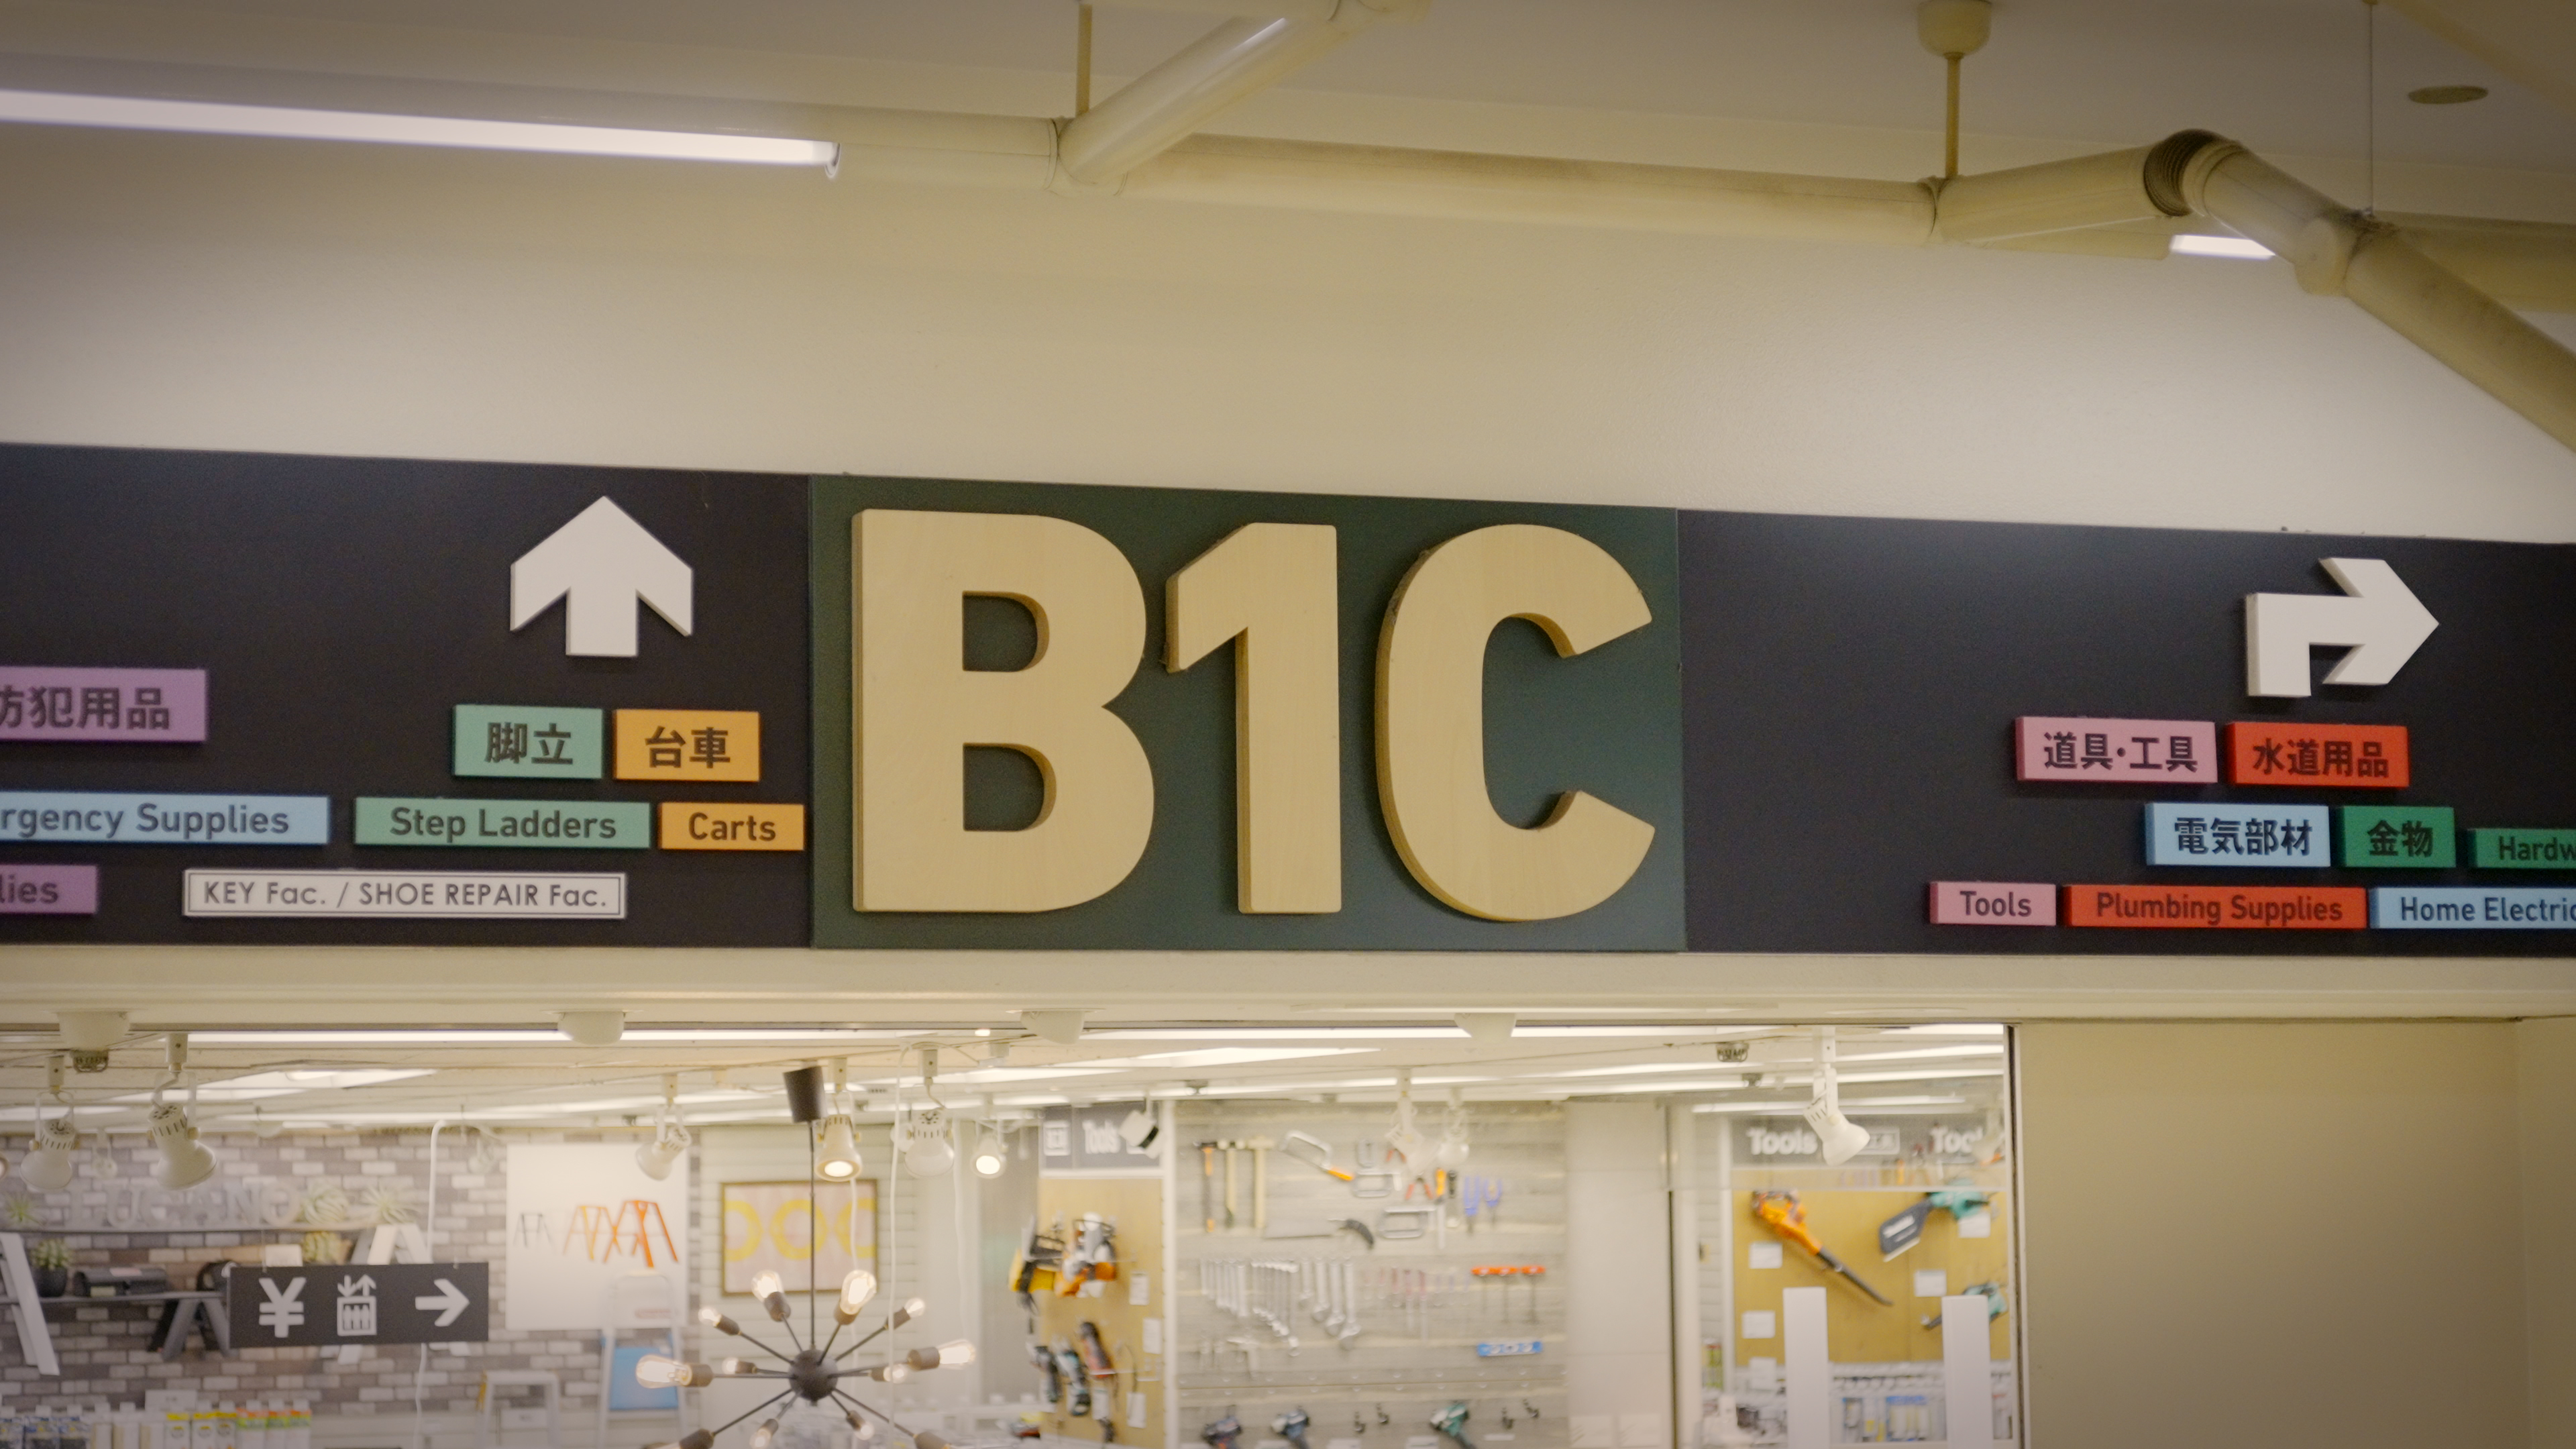 防犯用品
脚立 台車
rgency Supplies Step Ladders Carts
lies KEY Fac. / SHOE REPAIR Fac.
B1C
道具・工具 水道用品
電気部材 金物 Hardw
Tools Plumbing Supplies Home Electric
Tools
Tools
¥